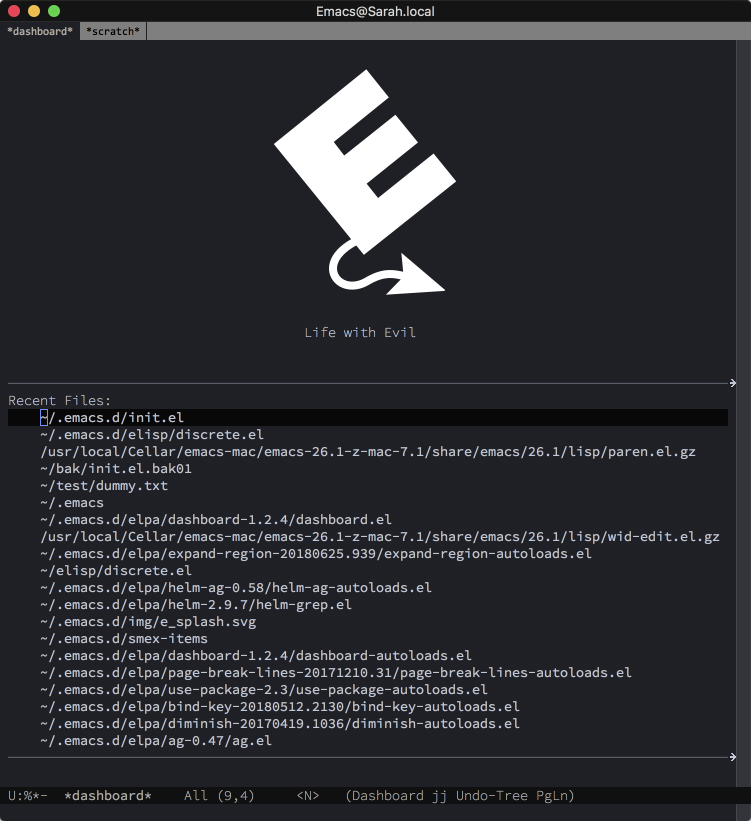 Emacs@Sarah.local
*dashboard* *scratch*
E
Life with Evil
Recent Files:
~/.emacs.d/init.el
~/.emacs.d/elisp/discrete.el
/usr/local/Cellar/emacs-mac/emacs-26.1-z-mac-7.1/share/emacs/26.1/lisp/paren.el.gz
~/bak/init.el.bak01
~/test/dummy.txt
~/.emacs
~/.emacs.d/elpa/dashboard-1.2.4/dashboard.el
/usr/local/Cellar/emacs-mac/emacs-26.1-z-mac-7.1/share/emacs/26.1/lisp/wid-edit.el.gz
~/.emacs.d/elpa/expand-region-20180625.939/expand-region-autoloads.el
~/elisp/discrete.el
~/.emacs.d/elpa/helm-ag-0.58/helm-ag-autoloads.el
~/.emacs.d/elpa/helm-2.9.7/helm-grep.el
~/.emacs.d/img/e_splash.svg
~/.emacs.d/smex-items
~/.emacs.d/elpa/dashboard-1.2.4/dashboard-autoloads.el
~/.emacs.d/elpa/page-break-lines-20171210.31/page-break-lines-autoloads.el
~/.emacs.d/elpa/use-package-2.3/use-package-autoloads.el
~/.emacs.d/elpa/bind-key-20180512.2130/bind-key-autoloads.el
~/.emacs.d/elpa/diminish-20170419.1036/diminish-autoloads.el
~/.emacs.d/elpa/ag-0.47/ag.el
U:%*- *dashboard* All (9,4) <N> (Dashboard jj Undo-Tree PgLn)